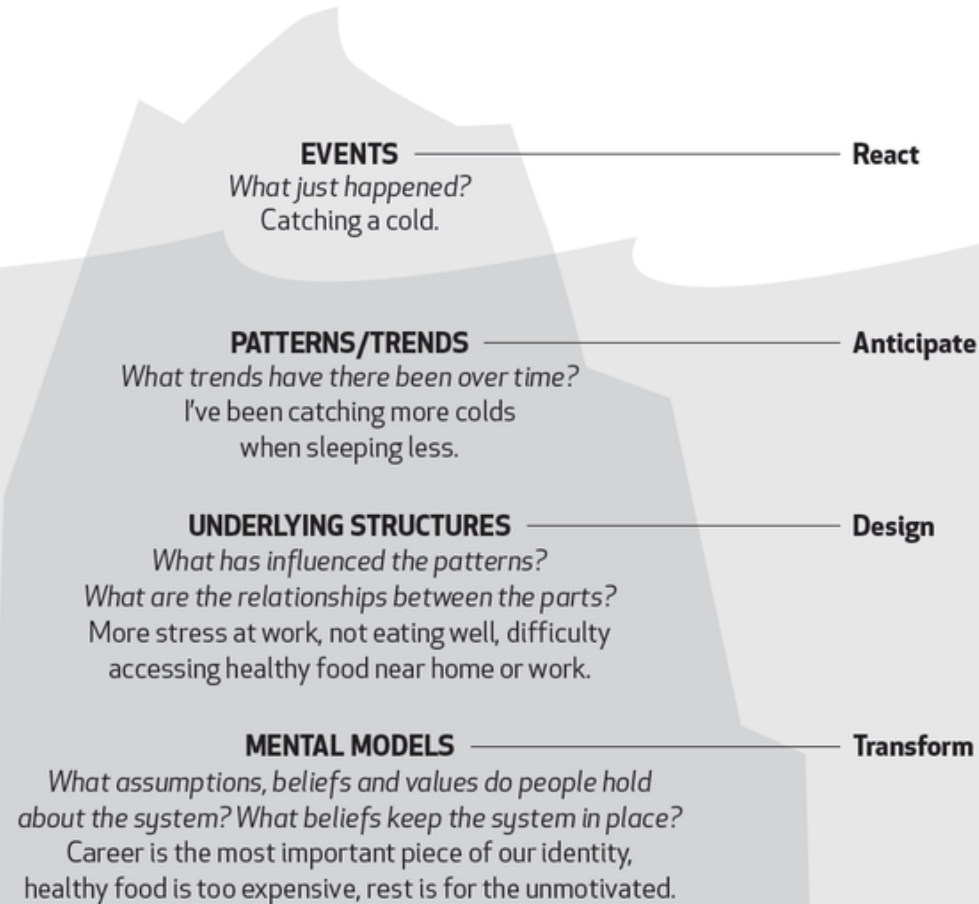 EVENTS React
What just happened?
Catching a cold.
PATTERNS/TRENDS Anticipate
What trends have there been over time?
I've been catching more colds
when sleeping less.
UNDERLYING STRUCTURES Design
What has influenced the patterns?
What are the relationships between the parts?
More stress at work, not eating well, difficulty
accessing healthy food near home or work.
MENTAL MODELS Transform
What assumptions, beliefs and values do people hold
about the system? What beliefs keep the system in place?
Career is the most important piece of our identity,
healthy food is too expensive, rest is for the unmotivated.